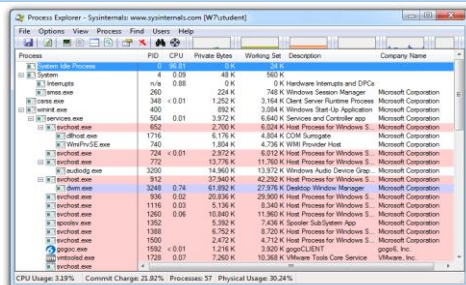 Process Explorer - Sysinternals: www.sysinternals.com [W7\student]
File Options View Process Find Users Help
Process PID CPU Private Bytes Working Set Description Company Name
System Idle Process 0 96.81 0 K 24 K
System 4 0.09 48 K 560 K
Interrupts n/a 0.88 0 K 0 K Hardware Interrupts and DPCs
smss.exe 260 224 K 748 K Windows Session Manager Microsoft Corporation
csrss.exe 348 < 0.01 1,252 K 3,164 K Client Server Runtime Process Microsoft Corporation
wininit.exe 400 892 K 3,084 K Windows Start-Up Application Microsoft Corporation
services.exe 504 0.01 3,972 K 6,640 K Services and Controller app Microsoft Corporation
svchost.exe 652 2,700 K 6,024 K Host Process for Windows S... Microsoft Corporation
dllhost.exe 1716 6,176 K 4,804 K COM Surrogate Microsoft Corporation
WmiPrvSE.exe 740 1,804 K 4,736 K WMI Provider Host Microsoft Corporation
svchost.exe 724 < 0.01 2,972 K 6,012 K Host Process for Windows S... Microsoft Corporation
svchost.exe 772 13,776 K 11,760 K Host Process for Windows S... Microsoft Corporation
audiodg.exe 3200 14,960 K 13,972 K Windows Audio Device Grap... Microsoft Corporation
svchost.exe 912 37,940 K 42,292 K Host Process for Windows S... Microsoft Corporation
dwm.exe 3248 0.74 61,892 K 27,976 K Desktop Window Manager Microsoft Corporation
svchost.exe 936 0.02 20,836 K 29,900 K Host Process for Windows S... Microsoft Corporation
svchost.exe 1116 0.03 5,136 K 8,340 K Host Process for Windows S... Microsoft Corporation
svchost.exe 1260 0.06 10,840 K 11,960 K Host Process for Windows S... Microsoft Corporation
spoolsv.exe 1352 5,392 K 7,436 K Spooler SubSystem App Microsoft Corporation
svchost.exe 1388 6,752 K 8,720 K Host Process for Windows S... Microsoft Corporation
svchost.exe 1500 2,472 K 4,712 K Host Process for Windows S... Microsoft Corporation
gogoc.exe 1592 < 0.01 1,216 K 3,920 K gogoCLIENT gogo6, Inc.
vmtoolsd.exe 1728 0.07 7,260 K 10,368 K VMware Tools Core Service VMware, Inc.
svchost.exe
CPU Usage: 3.19% Commit Charge: 21.92% Processes: 57 Physical Usage: 30.24%